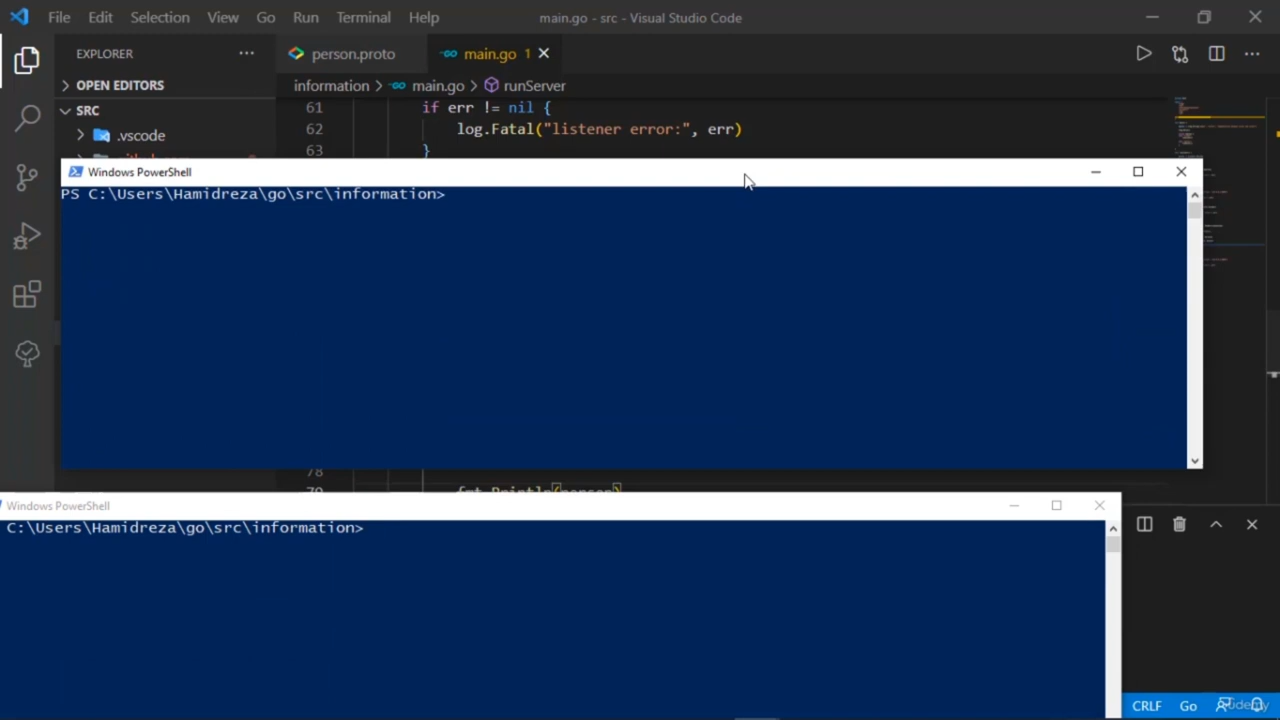 File Edit Selection View Go Run Terminal Help main.go - src - Visual Studio Code
EXPLORER
person.proto
main.go 1
OPEN EDITORS
information > main.go > runServer
SRC
.vscode
61 if err != nil {
62 log.Fatal("listener error:", err)
63 }
Windows PowerShell
PS C:\Users\Hamidreza\go\src\information>
78
Windows PowerShell
C:\Users\Hamidreza\go\src\information>
CRLF Go